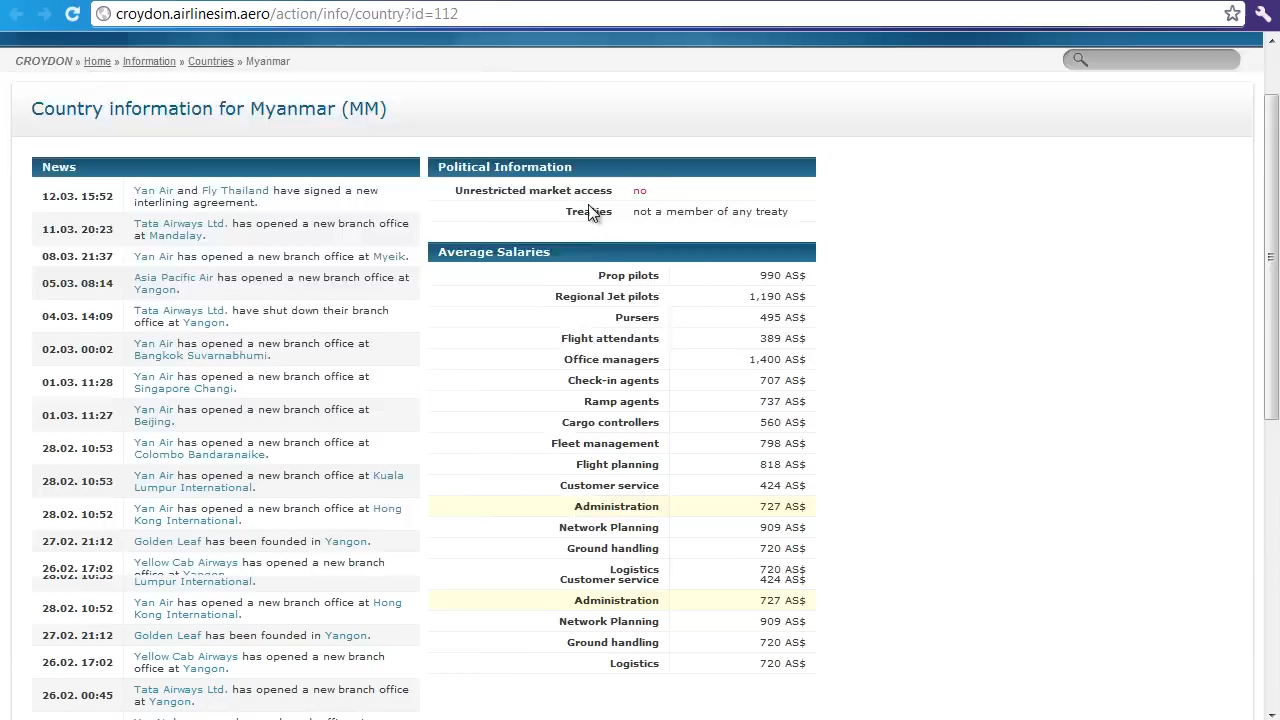 croydon.airlinesim.aero/action/info/country?id=112
CROYDON » Home » Information » Countries » Myanmar
Country information for Myanmar (MM)
News
12.03. 15:52 Yan Air and Fly Thailand have signed a new
interlining agreement.
11.03. 20:23 Tata Airways Ltd. has opened a new branch office
at Mandalay.
08.03. 21:37 Yan Air has opened a new branch office at Myeik.
05.03. 08:14 Asia Pacific Air has opened a new branch office at
Yangon.
04.03. 14:09 Tata Airways Ltd. have shut down their branch
office at Yangon.
02.03. 00:02 Yan Air has opened a new branch office at
Bangkok Suvarnabhumi.
01.03. 11:28 Yan Air has opened a new branch office at
Singapore Changi.
01.03. 11:27 Yan Air has opened a new branch office at
Beijing.
28.02. 10:53 Yan Air has opened a new branch office at
Colombo Bandaranaike.
28.02. 10:53 Yan Air has opened a new branch office at Kuala
Lumpur International.
28.02. 10:52 Yan Air has opened a new branch office at Hong
Kong International.
27.02. 21:12 Golden Leaf has been founded in Yangon.
26.02. 17:02 Yellow Cab Airways has opened a new branch
office at Yangon.
28.02. 10:53 Lumpur International.
28.02. 10:52 Yan Air has opened a new branch office at Hong
Kong International.
27.02. 21:12 Golden Leaf has been founded in Yangon.
26.02. 17:02 Yellow Cab Airways has opened a new branch
office at Yangon.
26.02. 00:45 Tata Airways Ltd. has opened a new branch office
at Yangon.
Political Information
Unrestricted market access no
Treaties not a member of any treaty
Average Salaries
Prop pilots 990 AS$
Regional Jet pilots 1,190 AS$
Pursers 495 AS$
Flight attendants 389 AS$
Office managers 1,400 AS$
Check-in agents 707 AS$
Ramp agents 737 AS$
Cargo controllers 560 AS$
Fleet management 798 AS$
Flight planning 818 AS$
Customer service 424 AS$
Administration 727 AS$
Network Planning 909 AS$
Ground handling 720 AS$
Logistics 720 AS$
Customer service 424 AS$
Administration 727 AS$
Network Planning 909 AS$
Ground handling 720 AS$
Logistics 720 AS$